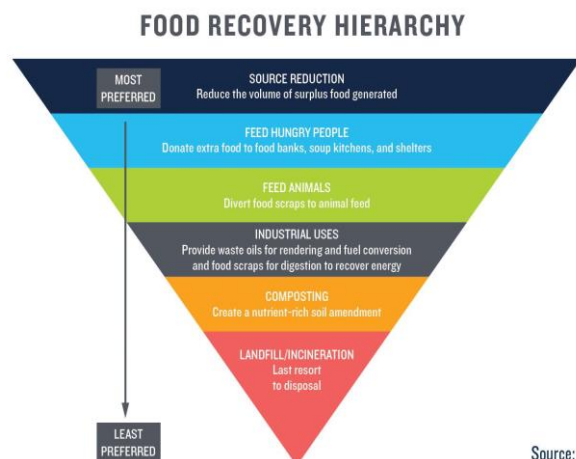 FOOD RECOVERY HIERARCHY
MOST
PREFERRED
SOURCE REDUCTION
Reduce the volume of surplus food generated
FEED HUNGRY PEOPLE
Donate extra food to food banks, soup kitchens, and shelters
FEED ANIMALS
Divert food scraps to animal feed
INDUSTRIAL USES
Provide waste oils for rendering and fuel conversion
and food scraps for digestion to recover energy
COMPOSTING
Create a nutrient-rich soil amendment
LANDFILL/INCINERATION
Last resort
to disposal
LEAST
PREFERRED
Source: